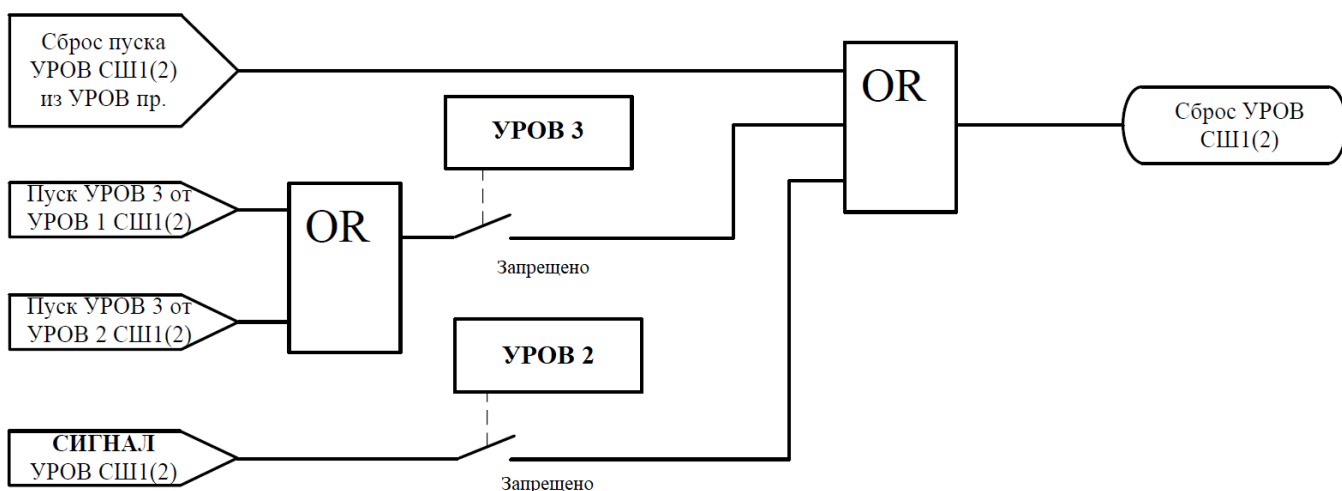 Сброс пуска
УРОВ СШ1(2)
из УРОВ пр.
OR
Сброс УРОВ
СШ1(2)
УРОВ 3
Пуск УРОВ 3 от
УРОВ 1 СШ1(2)
OR
Запрещено
Пуск УРОВ 3 от
УРОВ 2 СШ1(2)
УРОВ 2
СИГНАЛ
УРОВ СШ1(2)
Запрещено